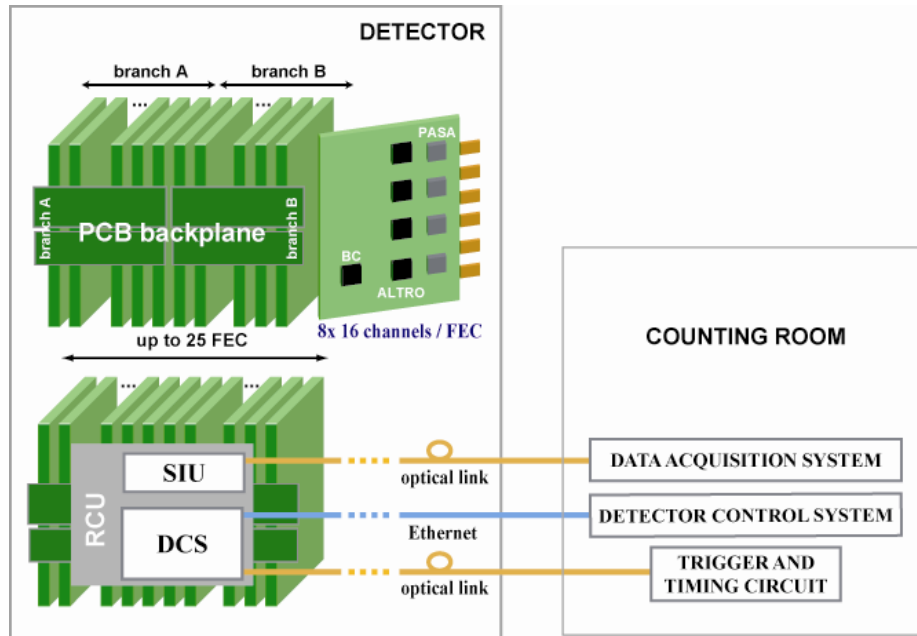 DETECTOR
branch A
branch B
...
...
PASA
branch A
PCB backplane
branch B
BC
ALTRO
8x 16 channels / FEC
up to 25 FEC
COUNTING ROOM
...
...
RCU
SIU
DCS
optical link
Ethernet
optical link
DATA ACQUISITION SYSTEM
DETECTOR CONTROL SYSTEM
TRIGGER AND
TIMING CIRCUIT